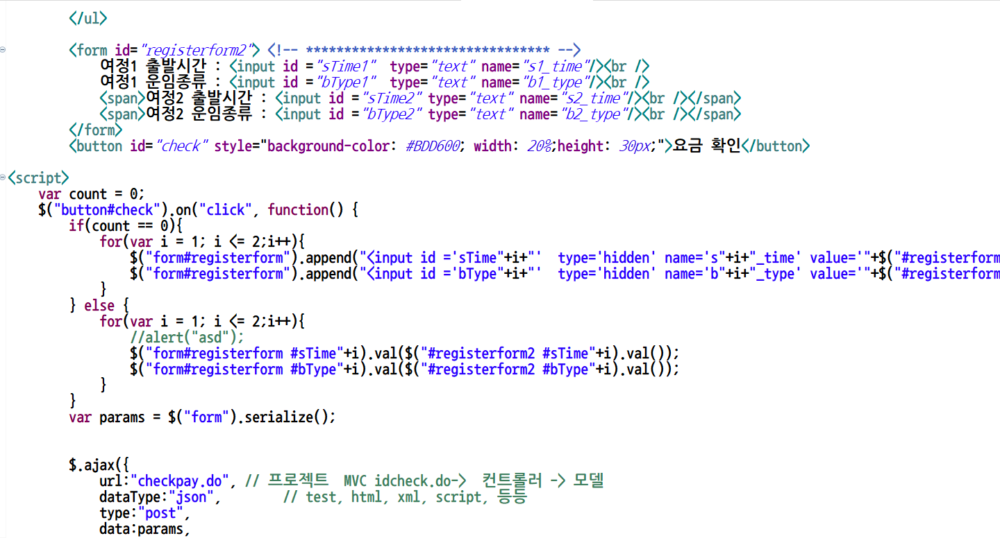 </ul>
<form id="registerform2"> <!-- ******************************** -->
여정1 출발시간 : <input id ="sTime1"  type="text" name="s1_time"/><br />
여정1 운임종류 : <input id ="bType1"  type="text" name="b1_type"/><br />
<span>여정2 출발시간 : <input id ="sTime2" type="text" name="s2_time"/><br /></span>
<span>여정2 운임종류 : <input id ="bType2" type="text" name="b2_type"/><br /></span>
</form>
<button id="check" style="background-color: #BDD600; width: 20%;height: 30px;">요금 확인</button>
<script>
var count = 0;
$("button#check").on("click", function() {
if(count == 0){
for(var i = 1; i <= 2;i++){
$("form#registerform").append("<input id ='sTime"+i+"'  type='hidden' name='s"+i+"_time' value='"+$("#registerform
$("form#registerform").append("<input id ='bType"+i+"'  type='hidden' name='b"+i+"_type' value='"+$("#registerform
}
} else {
for(var i = 1; i <= 2;i++){
//alert("asd");
$("form#registerform #sTime"+i).val($("#registerform2 #sTime"+i).val());
$("form#registerform #bType"+i).val($("#registerform2 #bType"+i).val());
}
}
var params = $("form").serialize();
$.ajax({
url:"checkpay.do", // 프로젝트  MVC idcheck.do->  컨트롤러 -> 모델
dataType:"json",        // test, html, xml, script, 등등
type:"post",
data:params,